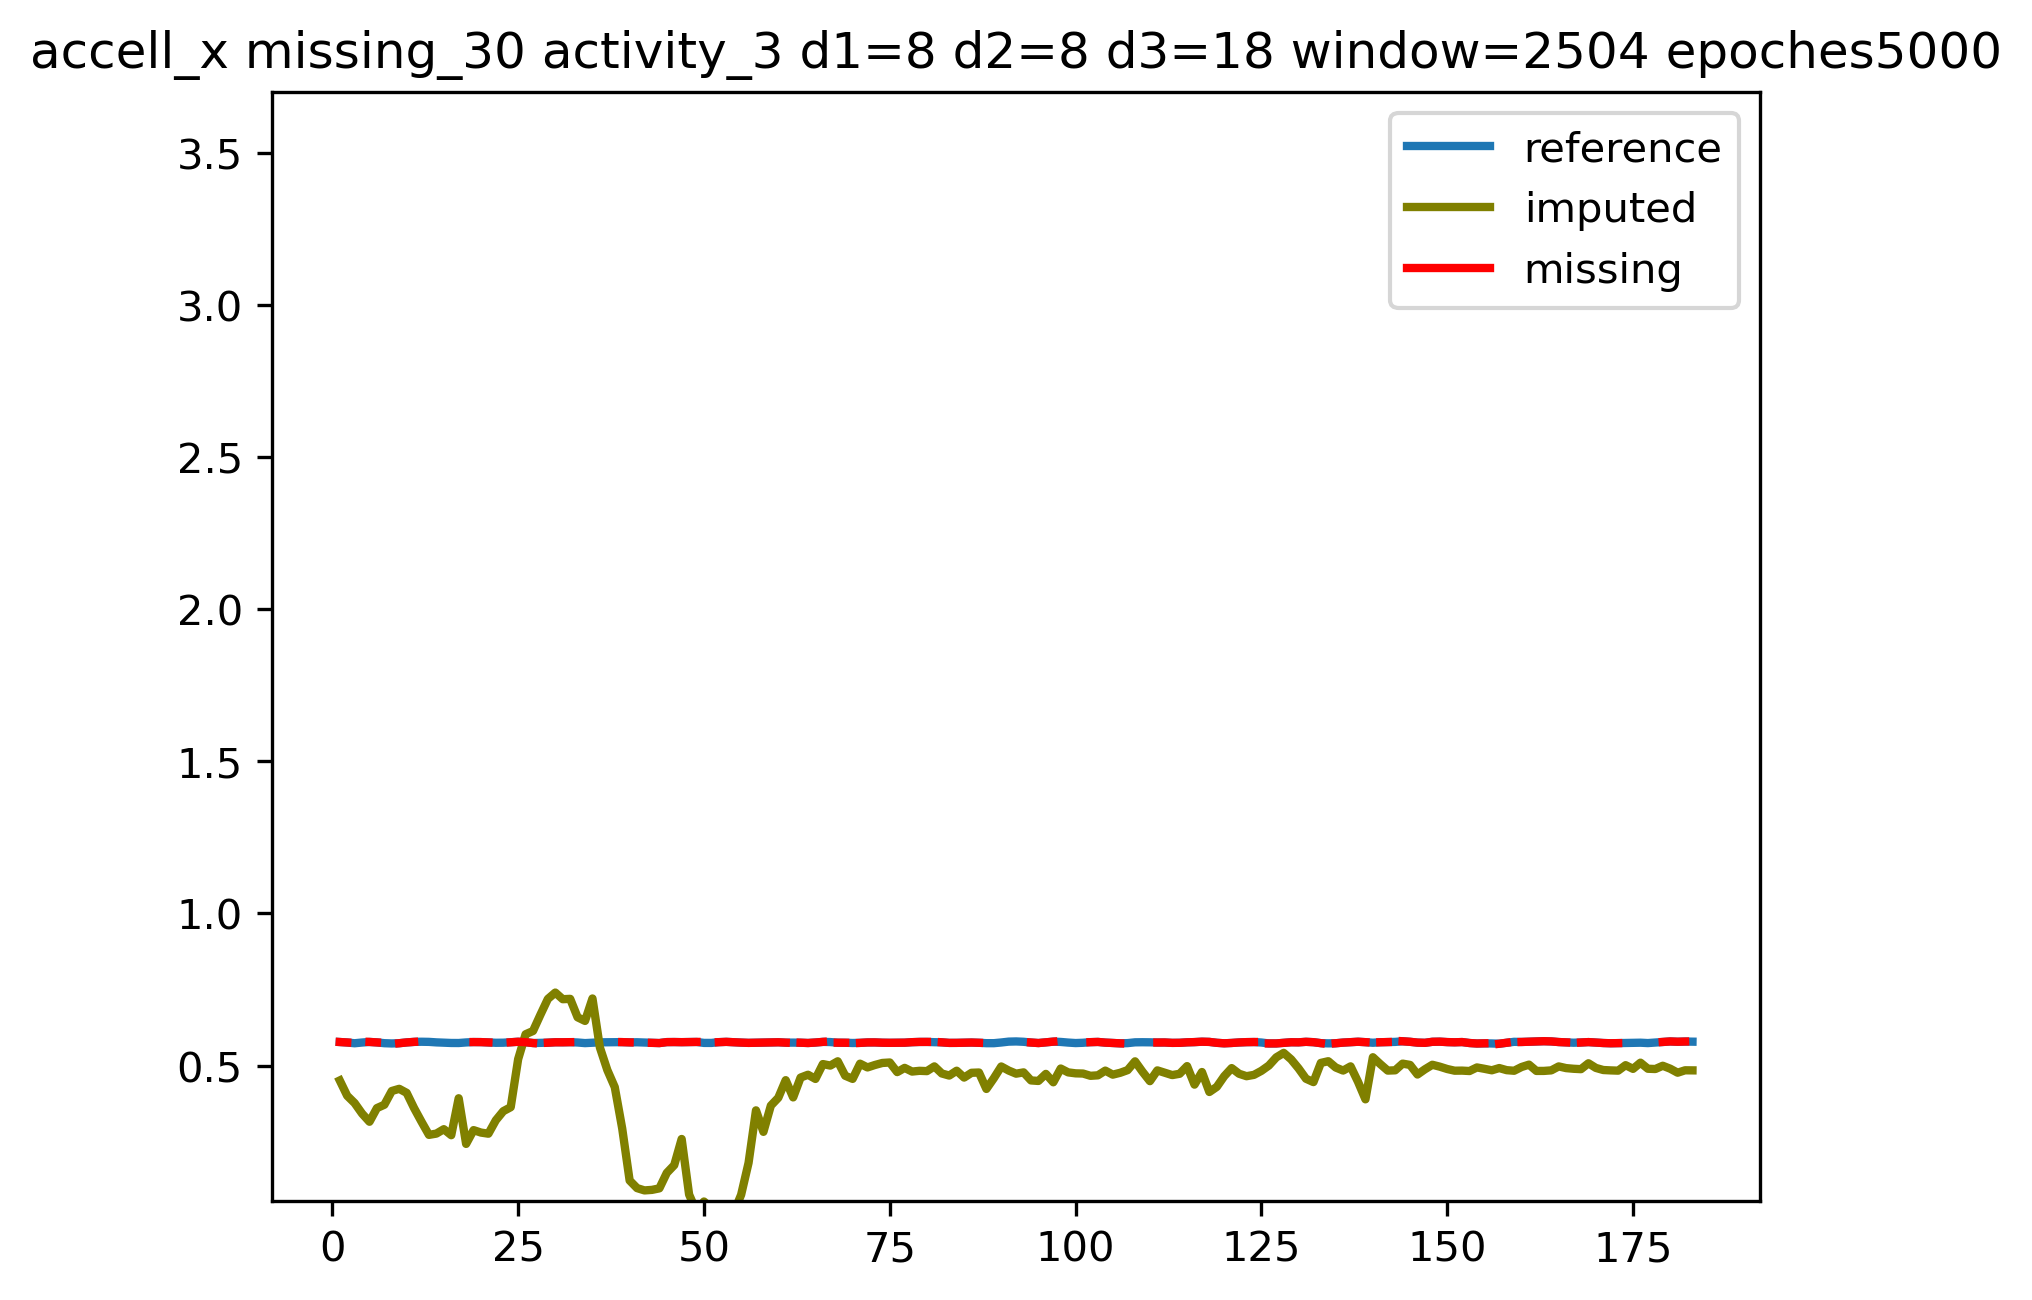 accell_x missing_30 activity_3 d1=8 d2=8 d3=18 window=2504 epoches5000
reference
imputed
missing
3.5
3.0
2.5
2.0
1.5
1.0
0.5
0 25 50 75 100 125 150 175